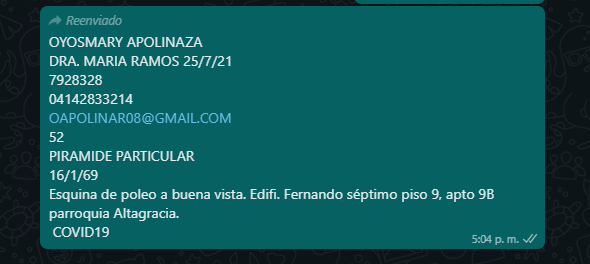 Reenviado
OYOSMARY APOLINAZA
DRA. MARIA RAMOS 25/7/21
7928328
04142833214
OAPOLINAR08@GMAIL.COM
52
PIRAMIDE PARTICULAR
16/1/69
Esquina de poleo a buena vista. Edifi. Fernando séptimo piso 9, apto 9B
parroquia Altagracia.
COVID19
5:04 p. m.